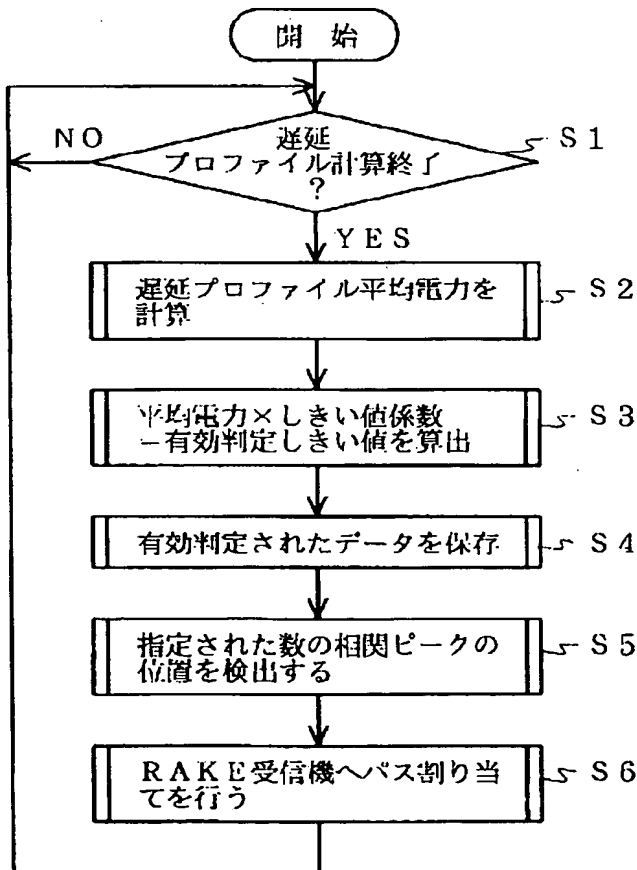 開 始
遅延
プロファイル計算終了
?
S1
NO
YES
遅延プロファイル平均電力を
計算
S2
平均電力×しきい値係数
=有効判定しきい値を算出
S3
有効判定されたデータを保存
S4
指定された数の相関ピークの
位置を検出する
S5
RAKE受信機へパス割り当
てを行う
S6